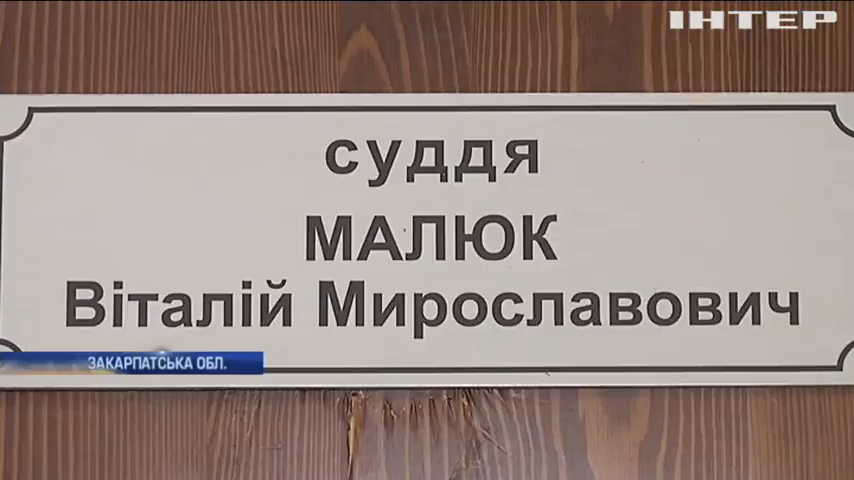 ІНТЕР
суддя
МАЛЮК
Віталій Мирославович
ЗАКАРПАТСЬКА ОБЛ.